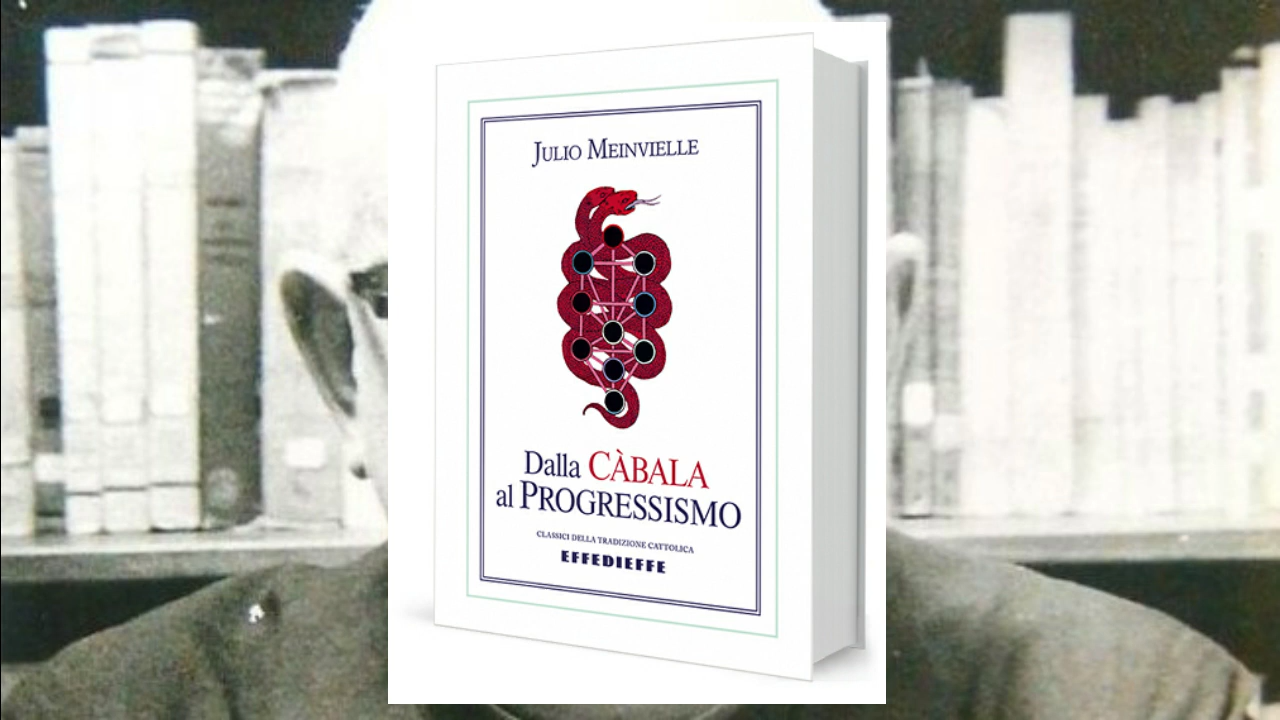 JULIO MEINVIELLE
Dalla CÀBALA
al PROGRESSISMO
CLASSICI DELLA TRADIZIONE CATTOLICA
EFFEDIEFFE